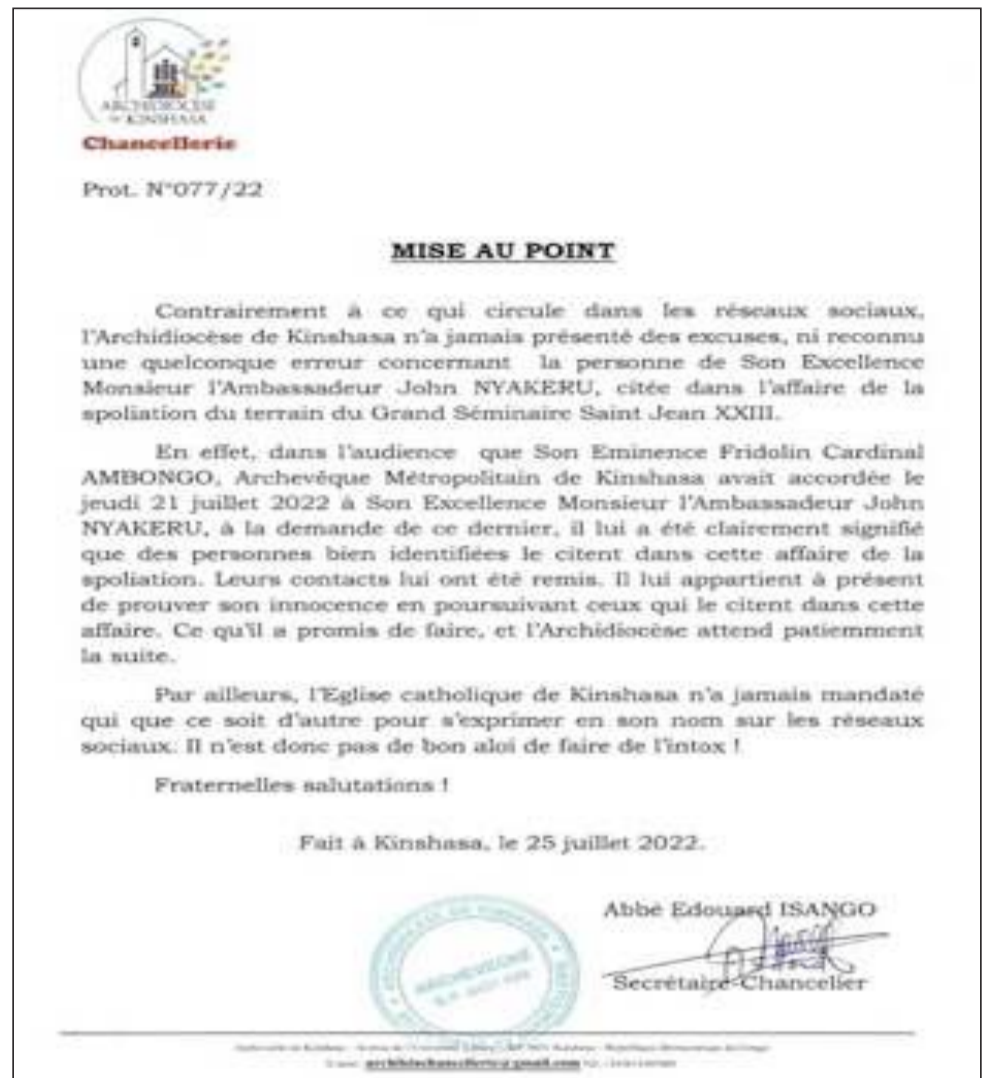 ARCHIDIOCESE
DE KINSHASA
Chancellerie
Prot. N°077/22
MISE AU POINT
Contrairement à ce qui circule dans les réseaux sociaux,
l'Archidiocèse de Kinshasa n'a jamais présenté des excuses, ni reconnu
une quelconque erreur concernant la personne de Son Excellence
Monsieur l'Ambassadeur John NYAKERU, citée dans l'affaire de la
spoliation du terrain du Grand Séminaire Saint Jean XXIII.
En effet, dans l'audience que Son Eminence Fridolin Cardinal
AMBONGO, Archevêque Métropolitain de Kinshasa avait accordée le
jeudi 21 juillet 2022 à Son Excellence Monsieur l'Ambassadeur John
NYAKERU, à la demande de ce dernier, il lui a été clairement signifié
que des personnes bien identifiées le citent dans cette affaire de la
spoliation. Leurs contacts lui ont été remis. Il lui appartient à présent
de prouver son innocence en poursuivant ceux qui le citent dans cette
affaire. Ce qu'il a promis de faire, et l'Archidiocèse attend patiemment
la suite.
Par ailleurs, l'Eglise catholique de Kinshasa n'a jamais mandaté
qui que ce soit d'autre pour s'exprimer en son nom sur les réseaux
sociaux. Il n'est donc pas de bon aloi de faire de l'intox !
Fraternelles salutations !
Fait à Kinshasa, le 25 juillet 2022.
Abbé Edouard ISANGO
Secrétaire-Chancelier
ARCHEVECHE